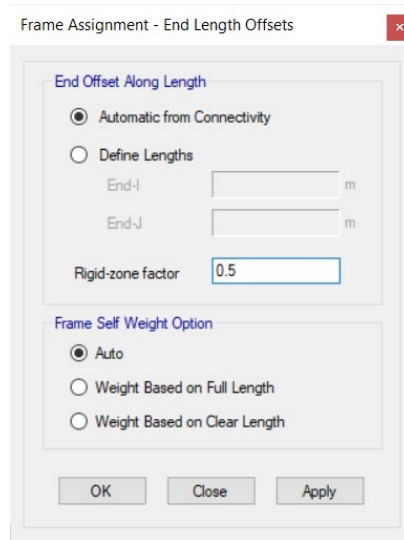 Frame Assignment - End Length Offsets
End Offset Along Length
Automatic from Connectivity
Define Lengths
End-I m
End-J m
Rigid-zone factor 0.5
Frame Self Weight Option
Auto
Weight Based on Full Length
Weight Based on Clear Length
OK Close Apply